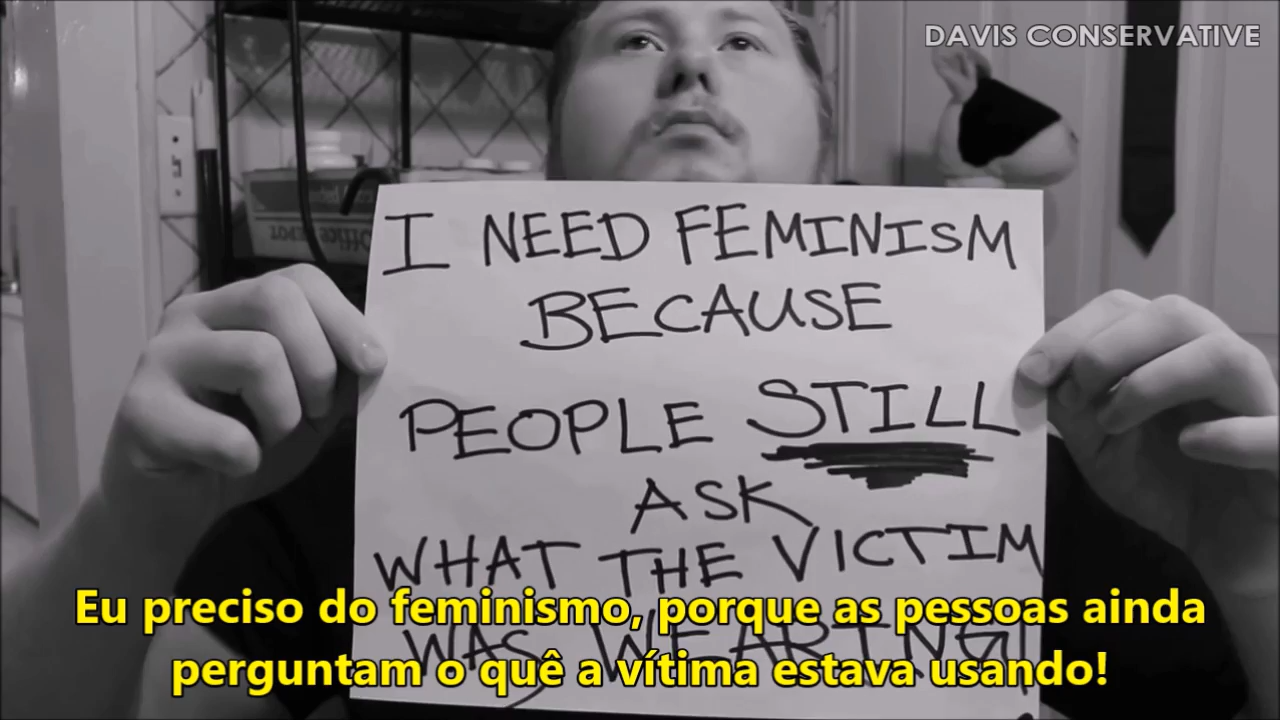 DAVIS CONSERVATIVE
I NEED FEMINISM
BECAUSE
PEOPLE STILL
ASK
WHAT THE VICTIM
WAS WEARING!
Eu preciso do feminismo, porque as pessoas ainda
perguntam o quê a vítima estava usando!